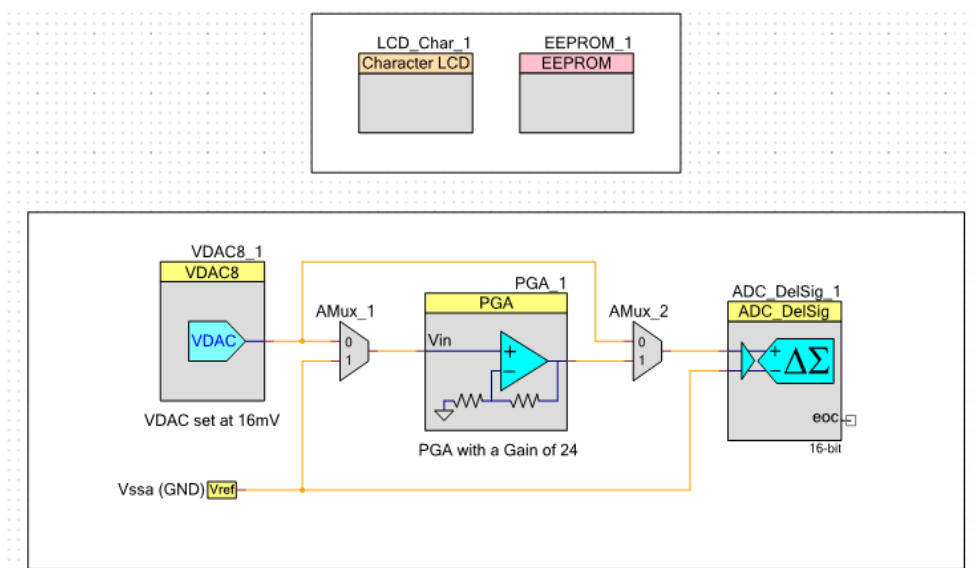 LCD_Char_1
Character LCD
EEPROM_1
EEPROM
VDAC8_1
VDAC8
VDAC
VDAC set at 16mV
AMux_1
0
1
PGA_1
PGA
Vin
+
−
PGA with a Gain of 24
AMux_2
0
1
ADC_DelSig_1
ADC_DelSig
+
−
ΔΣ
eoc
16-bit
Vssa (GND) Vref